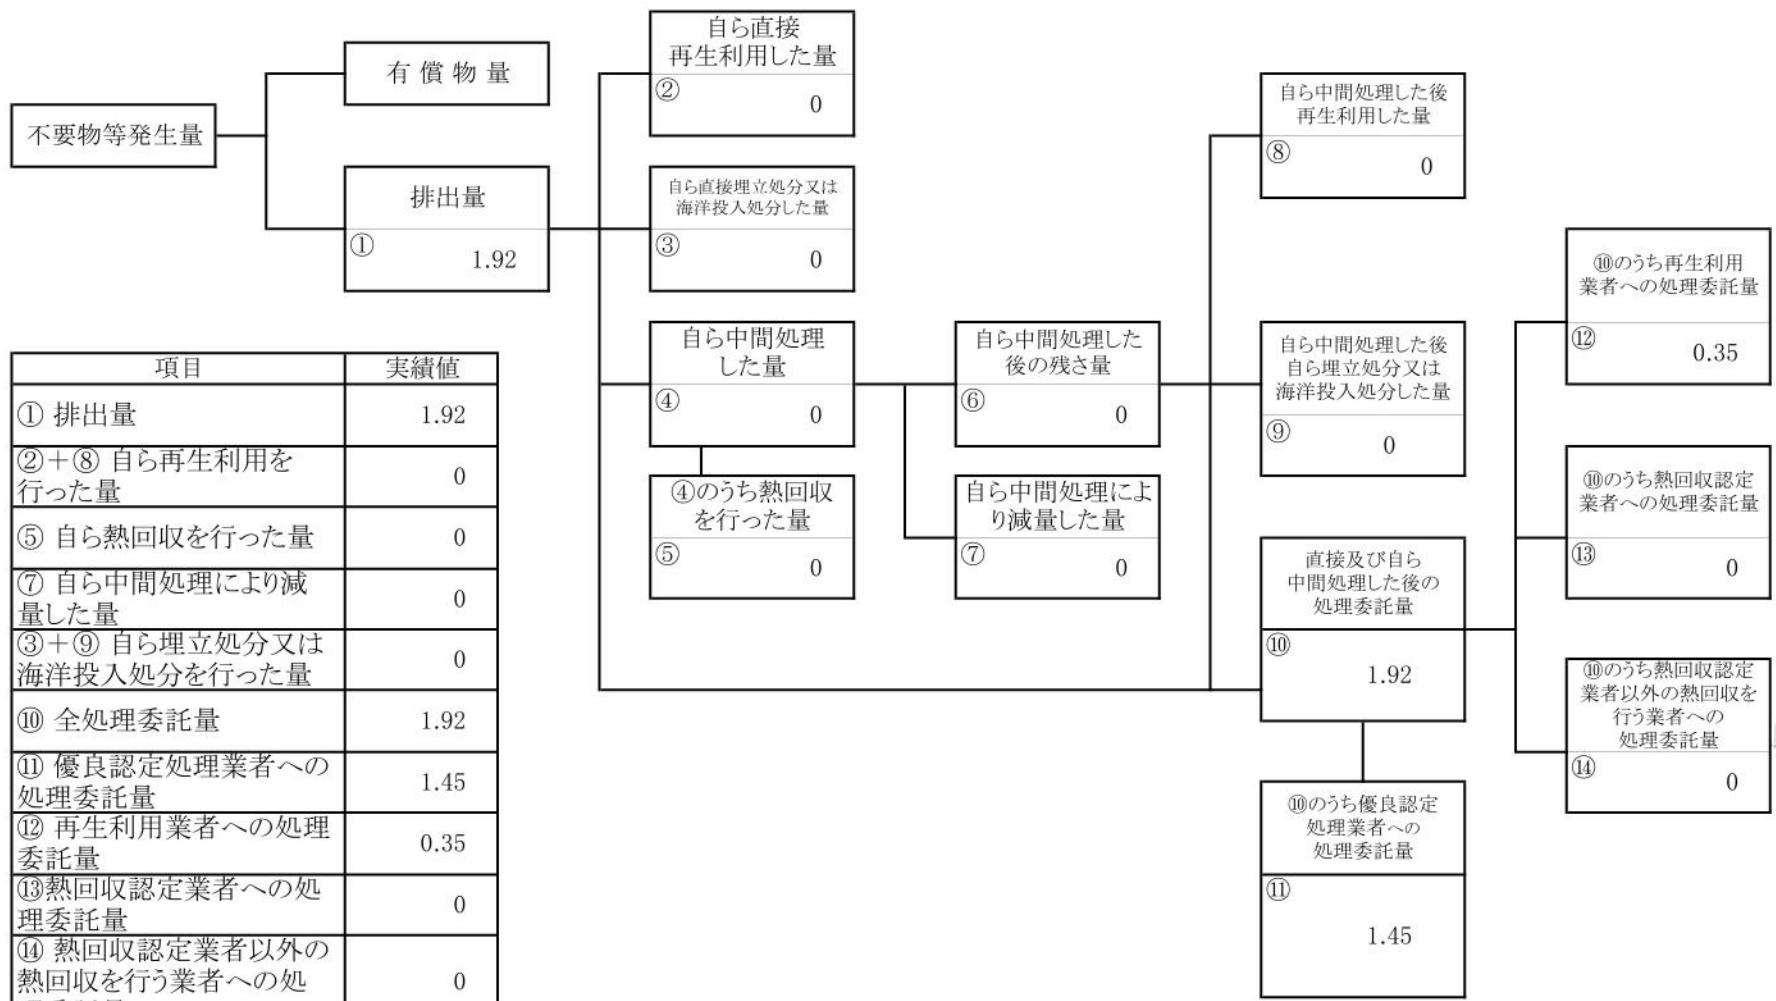 不要物等発生量
有償物量
排出量
①
1.92
自ら直接
再生利用した量
②
0
自ら直接埋立処分又は
海洋投入処分した量
③
0
自ら中間処理
した量
④
0
④のうち熱回収
を行った量
⑤
0
自ら中間処理した
後の残さ量
⑥
0
自ら中間処理によ
り減量した量
⑦
0
自ら中間処理した後
再生利用した量
⑧
0
自ら中間処理した後
自ら埋立処分又は
海洋投入処分した量
⑨
0
直接及び自ら
中間処理した後の
処理委託量
⑩
1.92
⑩のうち優良認定
処理業者への
処理委託量
⑪
1.45
⑩のうち再生利用
業者への処理委託量
⑫
0.35
⑩のうち熱回収認定
業者への処理委託量
⑬
0
⑩のうち熱回収認定
業者以外の熱回収を
行う業者への
処理委託量
⑭
0
項目 実績値
① 排出量 1.92
②+⑧ 自ら再生利用を
行った量 0
⑤ 自ら熱回収を行った量 0
⑦ 自ら中間処理により減
量した量 0
③+⑨ 自ら埋立処分又は
海洋投入処分を行った量 0
⑩ 全処理委託量 1.92
⑪ 優良認定処理業者への
処理委託量 1.45
⑫ 再生利用業者への処理
委託量 0.35
⑬熱回収認定業者への処
理委託量 0
⑭ 熱回収認定業者以外の
熱回収を行う業者への処 0